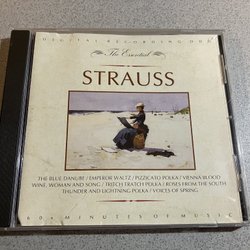 DIGITAL RECORDING DDD
The Essential
STRAUSS
THE BLUE DANUBE / EMPEROR WALTZ / PIZZICATO POLKA / VIENNA BLOOD
WINE, WOMAN AND SONG / TRITCH TRATCH POLKA / ROSES FROM THE SOUTH
THUNDER AND LIGHTNING POLKA / VOICES OF SPRING
60+ MINUTES OF MUSIC